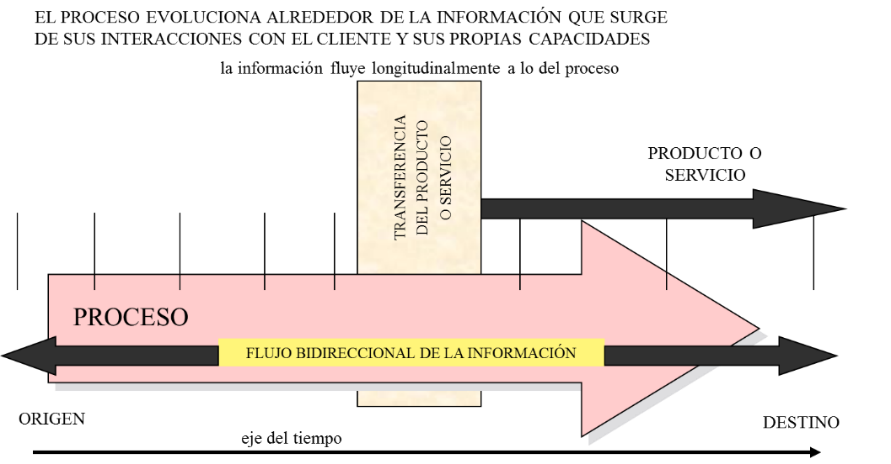 EL PROCESO EVOLUCIONA ALREDEDOR DE LA INFORMACIÓN QUE SURGE
DE SUS INTERACCIONES CON EL CLIENTE Y SUS PROPIAS CAPACIDADES
la información fluye longitudinalmente a lo del proceso
TRANSFERENCIA
DEL PRODUCTO
O SERVICIO
PRODUCTO O
SERVICIO
PROCESO
FLUJO BIDIRECCIONAL DE LA INFORMACIÓN
ORIGEN
DESTINO
eje del tiempo